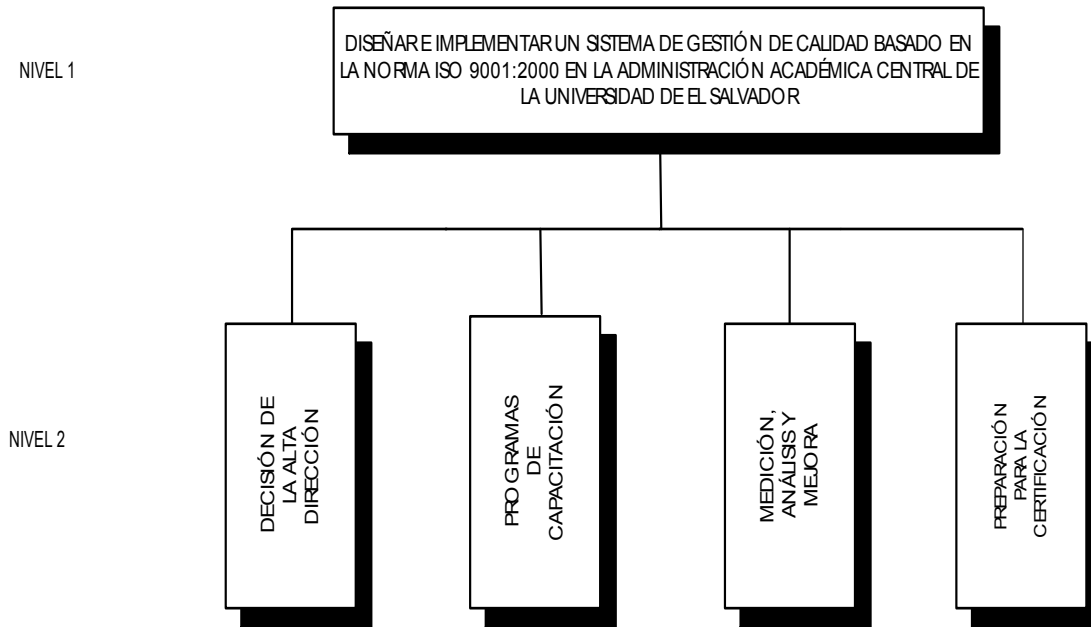 NIVEL 1
DISEÑAR E IMPLEMENTAR UN SISTEMA DE GESTIÓN DE CALIDAD BASADO EN
LA NORMA ISO 9001:2000 EN LA ADMINISTRACIÓN ACADÉMICA CENTRAL DE
LA UNIVERSIDAD DE EL SALVADOR
NIVEL 2
DECISIÓN DE
LA ALTA
DIRECCIÓN
PROGRAMAS
DE
CAPACITACIÓN
MEDICIÓN,
ANÁLISIS Y
MEJORA
PREPARACIÓN
PARA LA
CERTIFICACIÓN